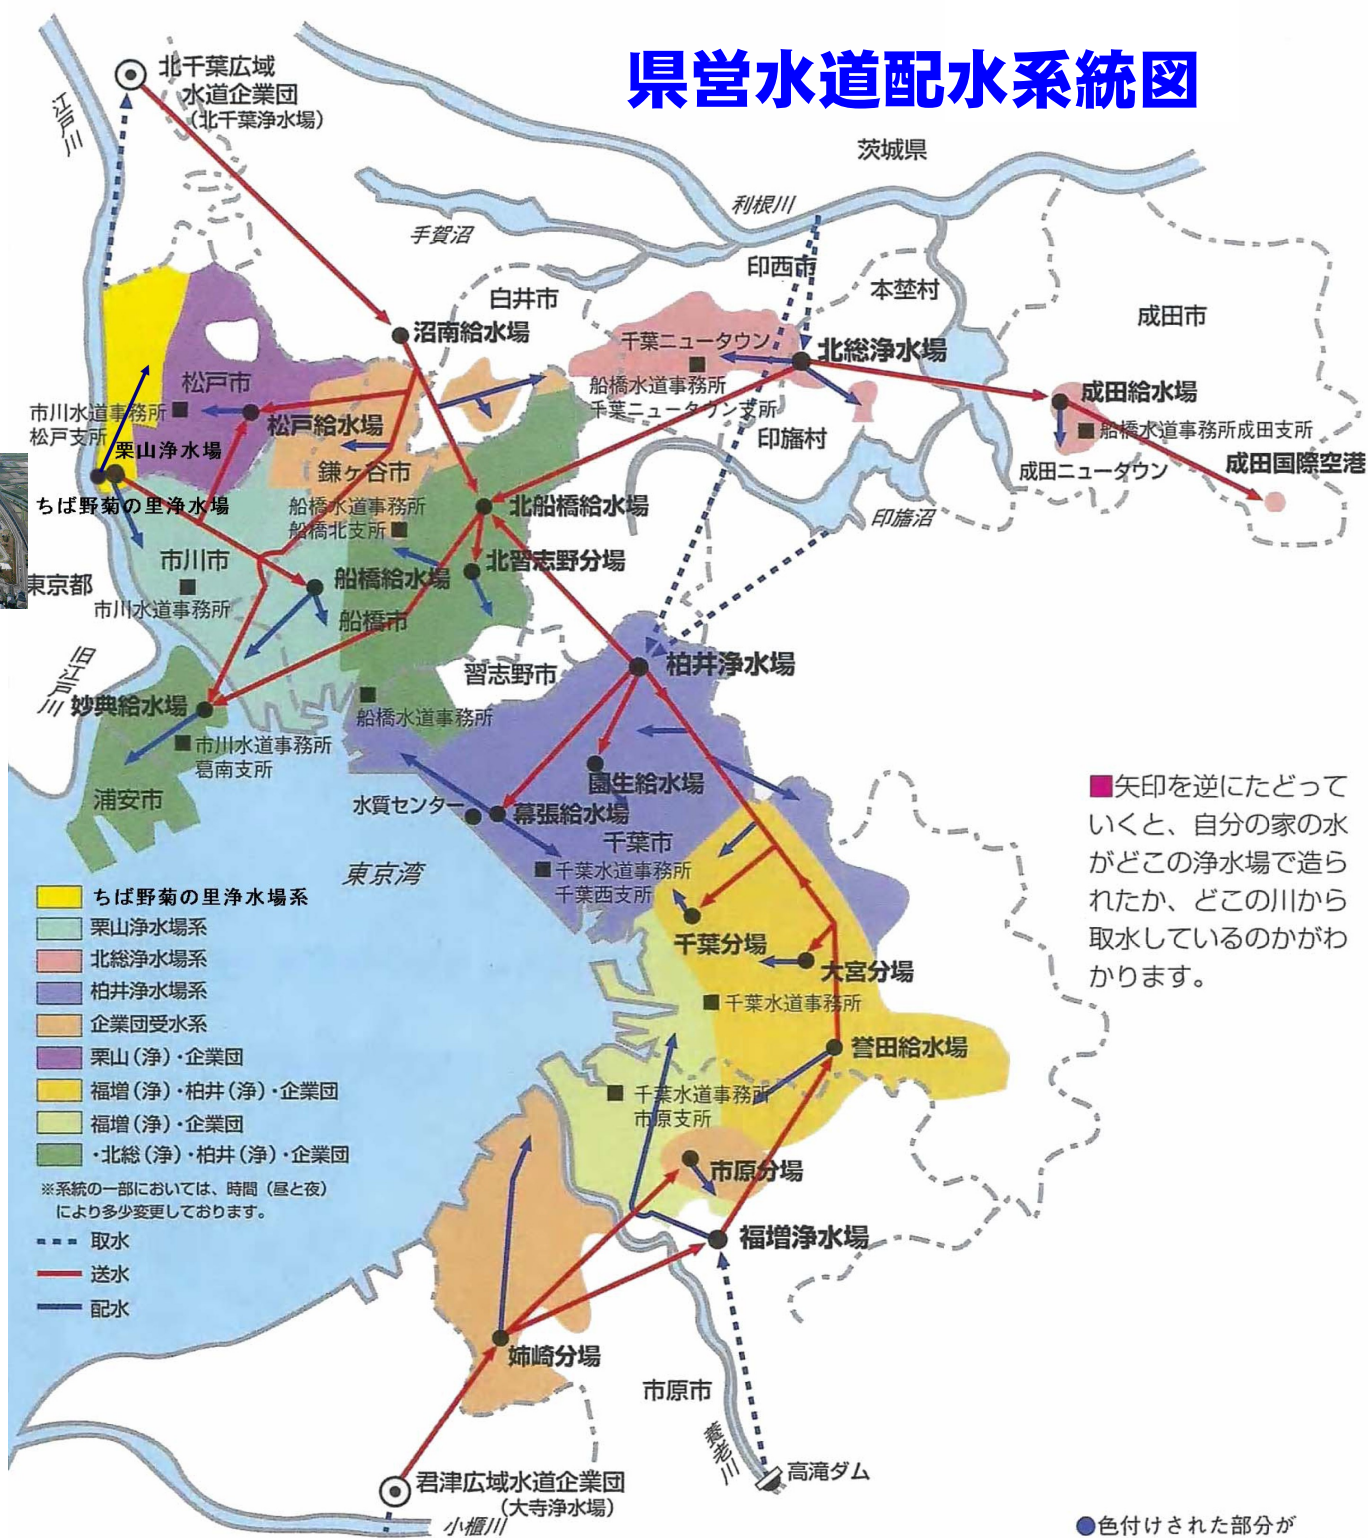 県営水道配水系統図
北千葉広域
水道企業団
(北千葉浄水場)
江戸川
茨城県
利根川
手賀沼
印西市
本埜村
白井市
成田市
沼南給水場
千葉ニュータウン
北総浄水場
船橋水道事務所
千葉ニュータウン支所
成田給水場
松戸市
市川水道事務所
松戸支所
松戸給水場
船橋水道事務所成田支所
印旛村
栗山浄水場
鎌ヶ谷市
成田ニュータウン
成田国際空港
ちば野菊の里浄水場
船橋水道事務所
船橋北支所
北船橋給水場
印旛沼
市川市
北習志野分場
東京都
船橋給水場
市川水道事務所
船橋市
旧江戸川
習志野市
柏井浄水場
妙典給水場
船橋水道事務所
市川水道事務所
葛南支所
園生給水場
浦安市
水質センター
幕張給水場
千葉市
東京湾
千葉水道事務所
千葉西支所
■矢印を逆にたどって
いくと、自分の家の水
がどこの浄水場で造ら
れたか、どこの川から
取水しているのかがわ
かります。
千葉分場
大宮分場
千葉水道事務所
誉田給水場
千葉水道事務所
市原支所
市原分場
福増浄水場
姉崎分場
市原市
養老川
高滝ダム
君津広域水道企業団
(大寺浄水場)
小櫃川
ちば野菊の里浄水場系
栗山浄水場系
北総浄水場系
柏井浄水場系
企業団受水系
栗山(浄)・企業団
福増(浄)・柏井(浄)・企業団
福増(浄)・企業団
・北総(浄)・柏井(浄)・企業団
※系統の一部においては、時間(昼と夜)
により多少変更しております。
取水
送水
配水
●色付けされた部分が